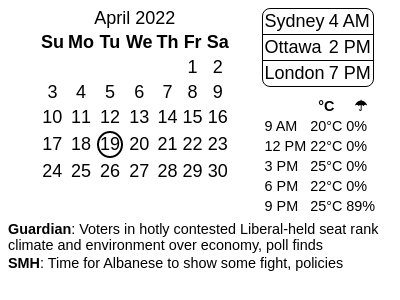 April 2022
Su Mo Tu We Th Fr Sa
1 2
3 4 5 6 7 8 9
10 11 12 13 14 15 16
17 18 19 20 21 22 23
24 25 26 27 28 29 30
Sydney 4 AM
Ottawa 2 PM
London 7 PM
°C ☂
9 AM 20°C 0%
12 PM 22°C 0%
3 PM 25°C 0%
6 PM 22°C 0%
9 PM 25°C 89%
Guardian: Voters in hotly contested Liberal-held seat rank
climate and environment over economy, poll finds
SMH: Time for Albanese to show some fight, policies